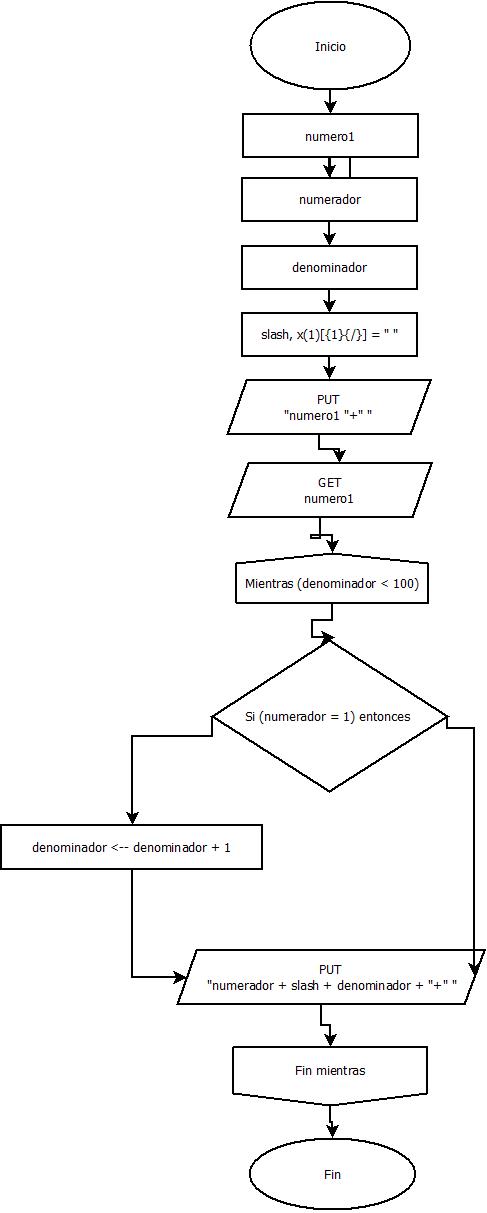 Inicio
numero1
numerador
denominador
slash, x(1)[{1}{/}] = " "
PUT
"numero1 "+" "
GET
numero1
Mientras (denominador < 100)
Si (numerador = 1) entonces
denominador <-- denominador + 1
PUT
"numerador + slash + denominador + "+" "
Fin mientras
Fin